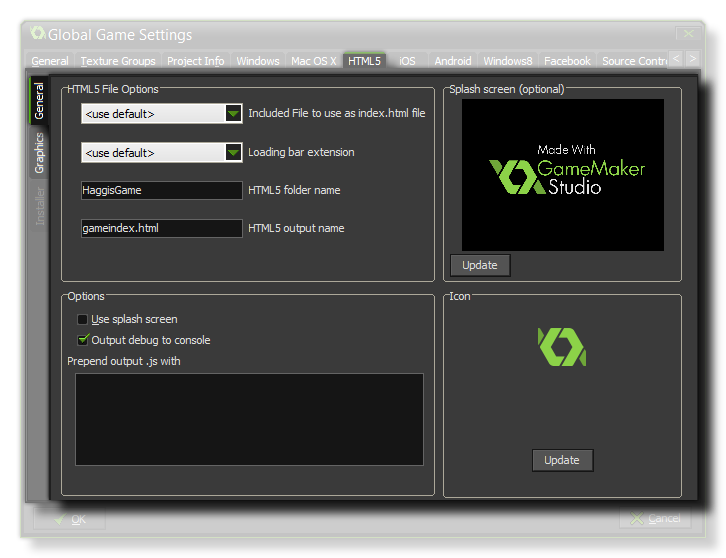 Global Game Settings
General Texture Groups Project Info Windows Mac OS X HTML5 iOS Android Windows8 Facebook Source Contro
General
Graphics
Installer
HTML5 File Options
<use default> Included File to use as index.html file
<use default> Loading bar extension
HaggisGame HTML5 folder name
gameindex.html HTML5 output name
Splash screen (optional)
Made With
GameMaker
Studio
Update
Options
Use splash screen
Output debug to console
Prepend output .js with
Icon
Update
OK
Cancel